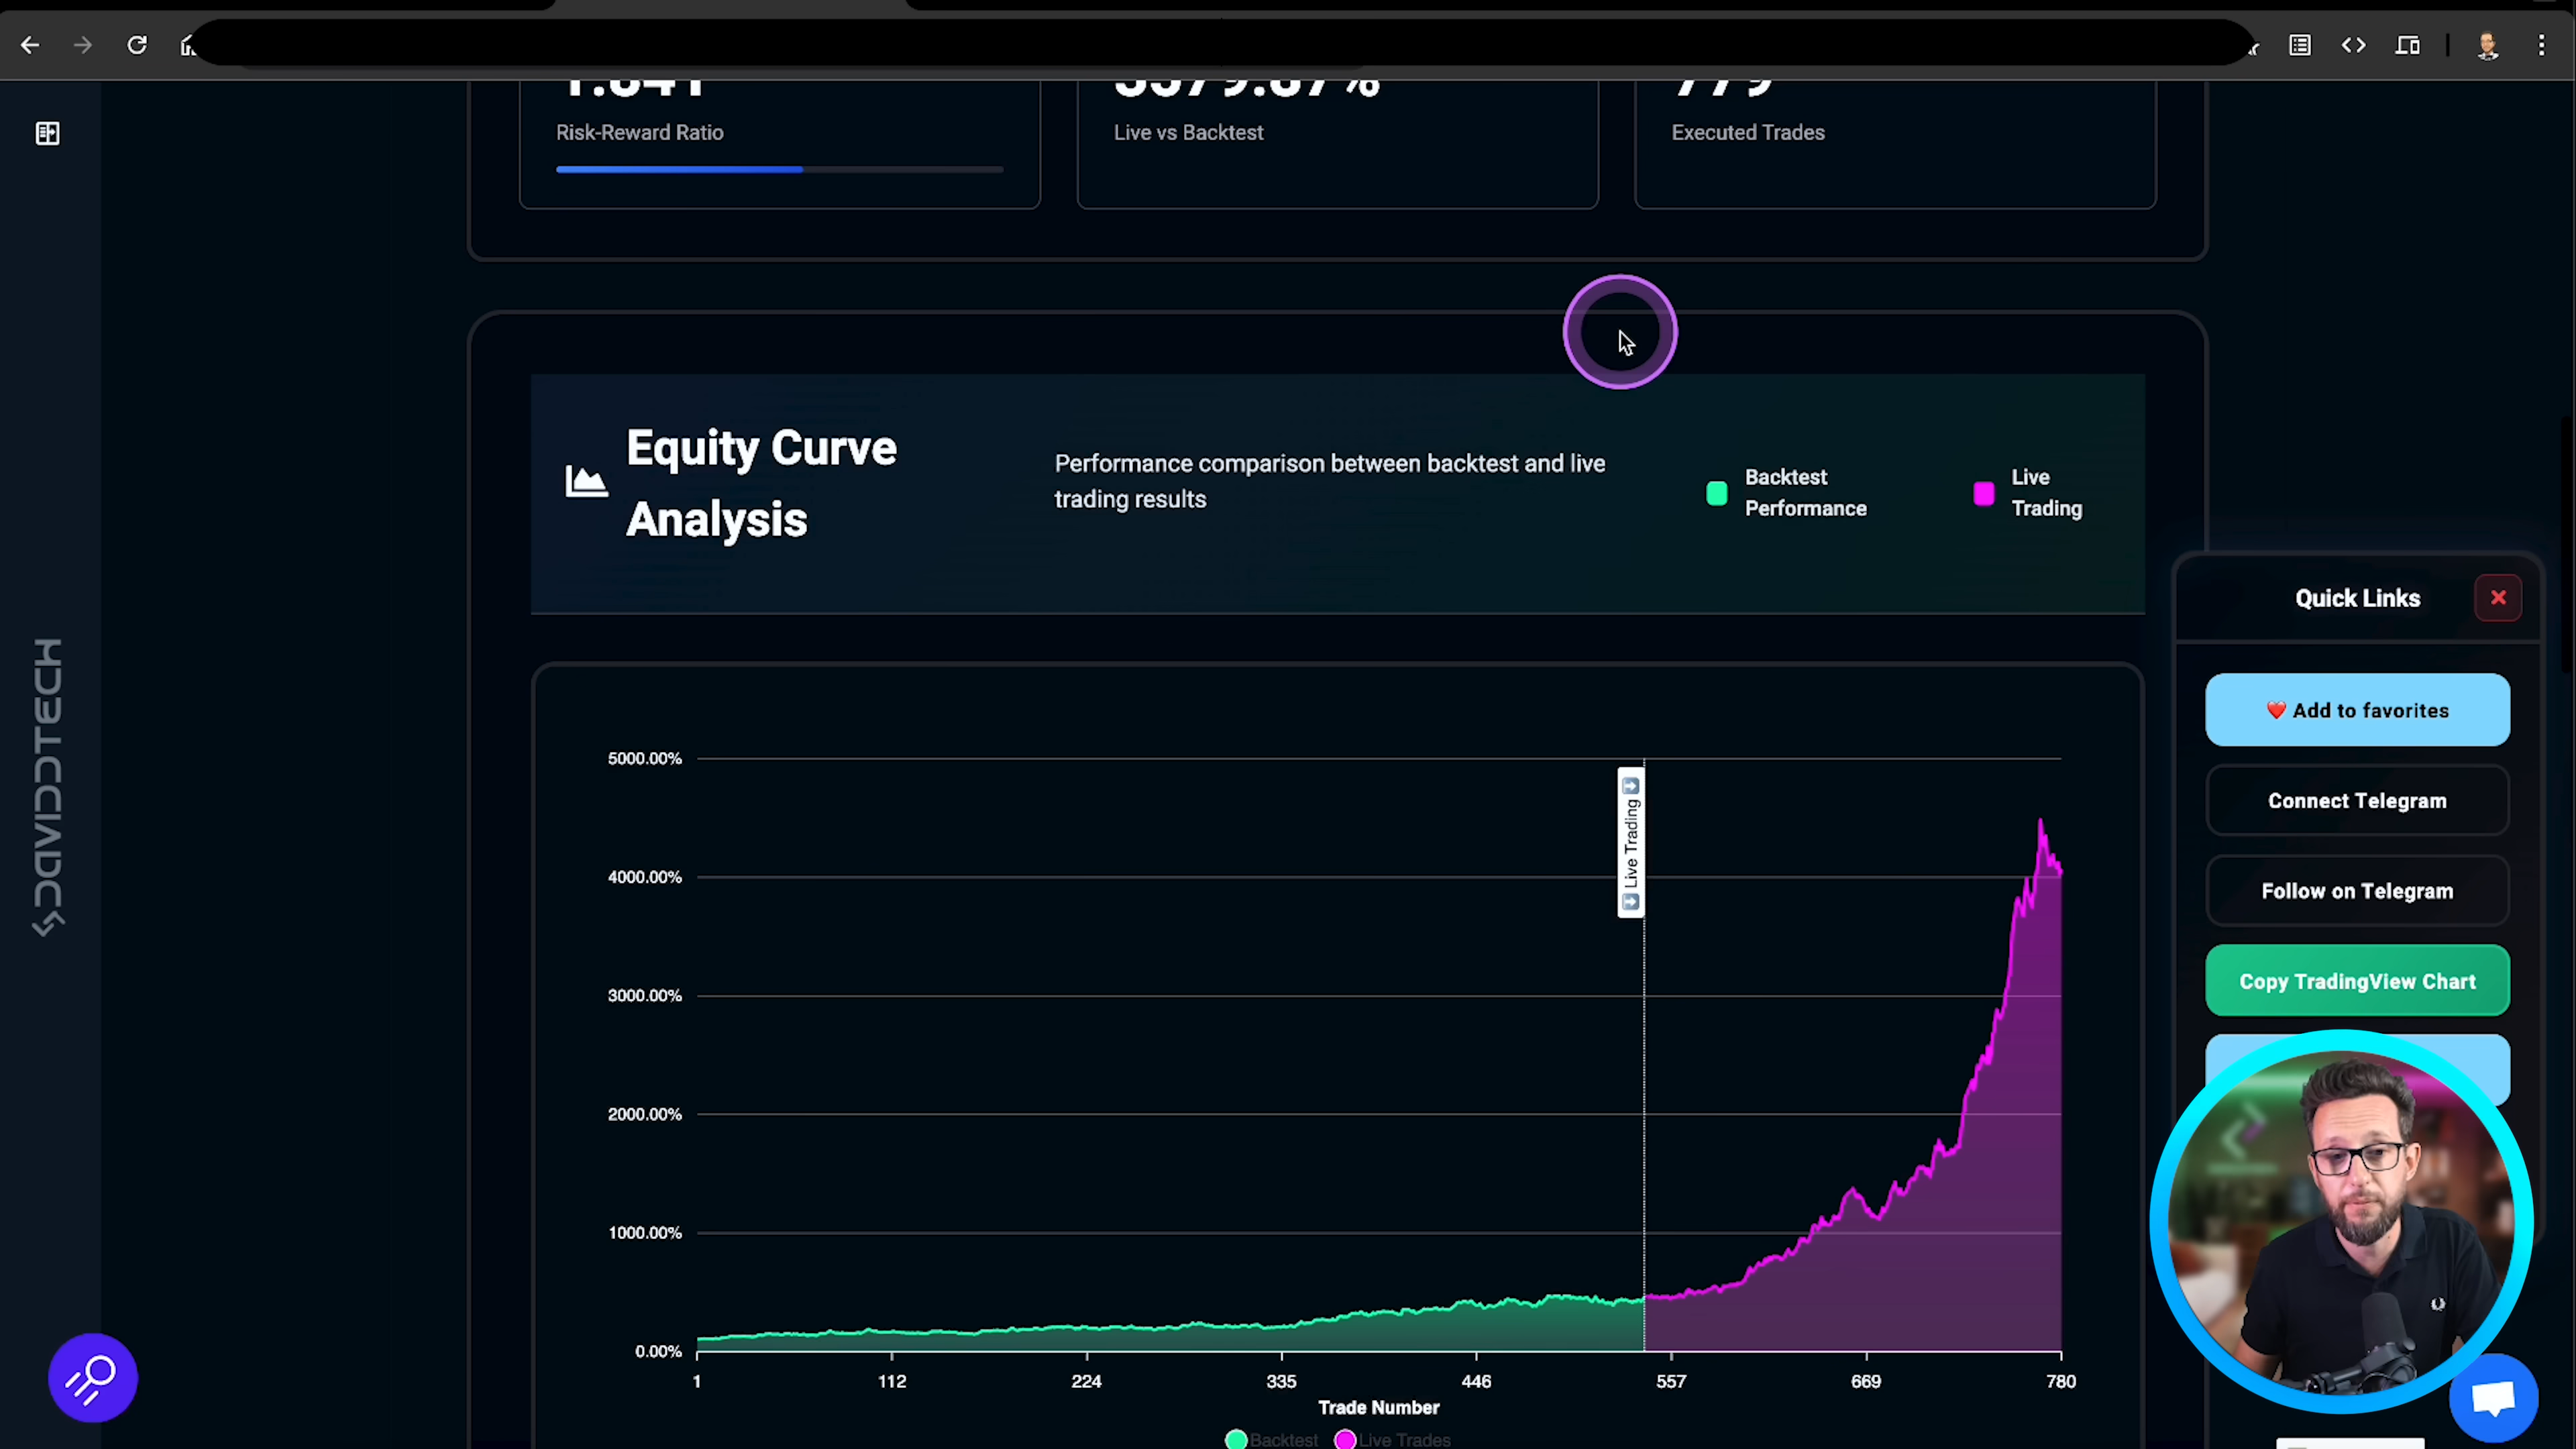 Risk-Reward Ratio
Live vs Backtest
779
Executed Trades
Equity Curve
Analysis
Performance comparison between backtest and live
trading results
Backtest
Performance
Live
Trading
Quick Links
❤️ Add to favorites
Connect Telegram
Follow on Telegram
Copy TradingView Chart
DAVIDDTECH
5000.00%
4000.00%
3000.00%
2000.00%
1000.00%
0.00%
➡️ Live Trading ➡️
1
112
224
335
446
557
669
780
Trade Number
Backtest
Live Trades